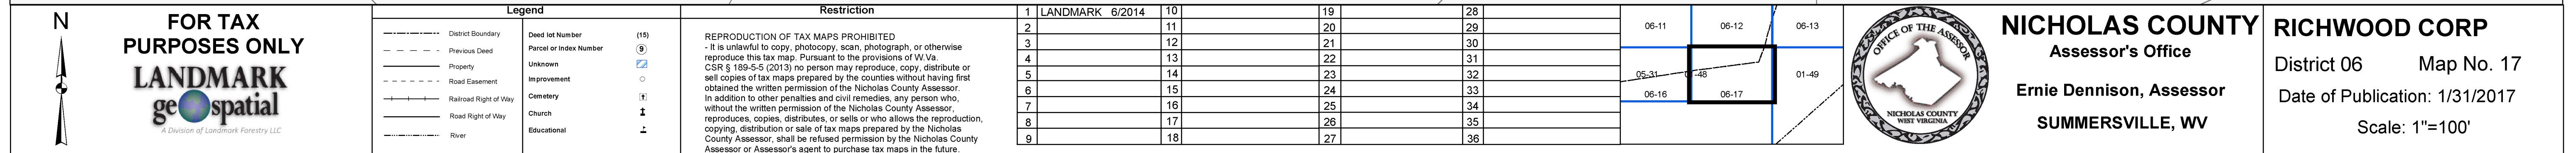 N
FOR TAX
PURPOSES ONLY
LANDMARK
geospatial
A Division of Landmark Forestry LLC
Legend
District Boundary
Previous Deed
Property
Road Easement
Railroad Right of Way
Road Right of Way
River
Deed lot Number (15)
Parcel or Index Number 9
Unknown
Improvement
Cemetery
Church
Educational
Restriction
REPRODUCTION OF TAX MAPS PROHIBITED
- It is unlawful to copy, photocopy, scan, photograph, or otherwise
reproduce this tax map. Pursuant to the provisions of W.Va.
CSR § 189-5-5 (2013) no person may reproduce, copy, distribute or
sell copies of tax maps prepared by the counties without having first
obtained the written permission of the Nicholas County Assessor.
In addition to other penalties and civil remedies, any person who,
without the written permission of the Nicholas County Assessor,
reproduces, copies, distributes, or sells or who allows the reproduction,
copying, distribution or sale of tax maps prepared by the Nicholas
County Assessor, shall be refused permission by the Nicholas County
Assessor or Assessor's agent to purchase tax maps in the future.
1 LANDMARK 6/2014 10 19 28
2 11 20 29
3 12 21 30
4 13 22 31
5 14 23 32
6 15 24 33
7 16 25 34
8 17 26 35
9 18 27 36
06-11 06-12 06-13
05-31 -48 01-49
06-16 06-17
OFFICE OF THE ASSESSOR
NICHOLAS COUNTY
WEST VIRGINIA
NICHOLAS COUNTY
Assessor's Office
Ernie Dennison, Assessor
SUMMERSVILLE, WV
RICHWOOD CORP
District 06 Map No. 17
Date of Publication: 1/31/2017
Scale: 1"=100'